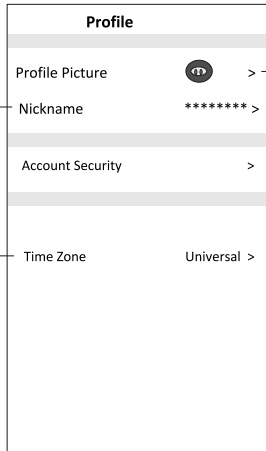 Profile
Profile Picture >
Nickname ******** >
Account Security >
Time Zone Universal >